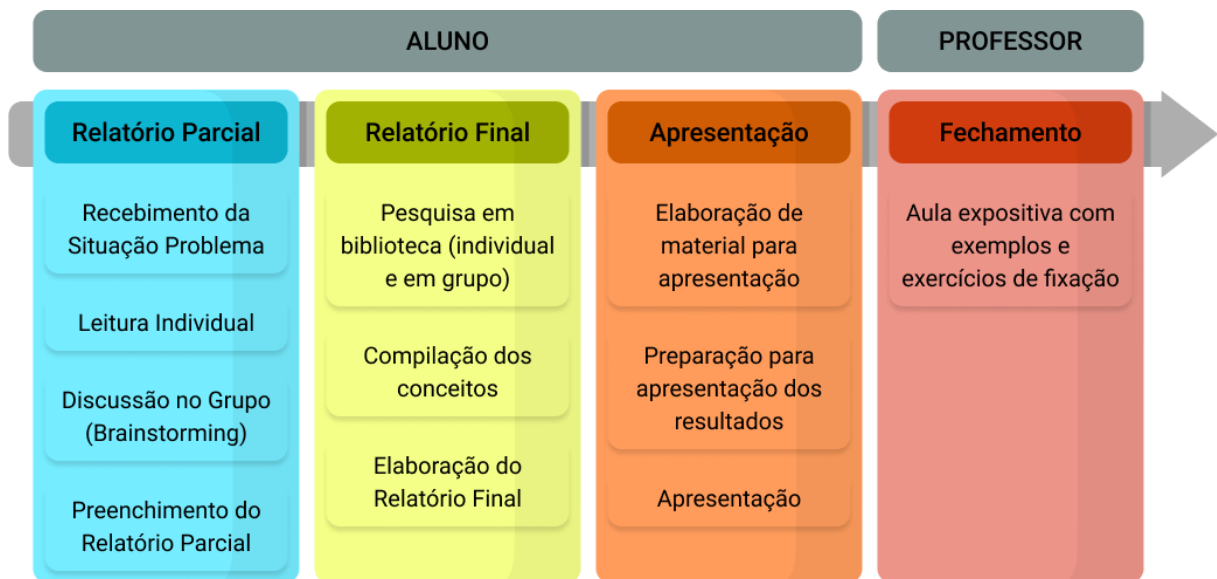 ALUNO
PROFESSOR
Relatório Parcial
Recebimento da
Situação Problema
Leitura Individual
Discussão no Grupo
(Brainstorming)
Preenchimento do
Relatório Parcial
Relatório Final
Pesquisa em
biblioteca (individual
e em grupo)
Compilação dos
conceitos
Elaboração do
Relatório Final
Apresentação
Elaboração de
material para
apresentação
Preparação para
apresentação dos
resultados
Apresentação
Fechamento
Aula expositiva com
exemplos e
exercícios de fixação